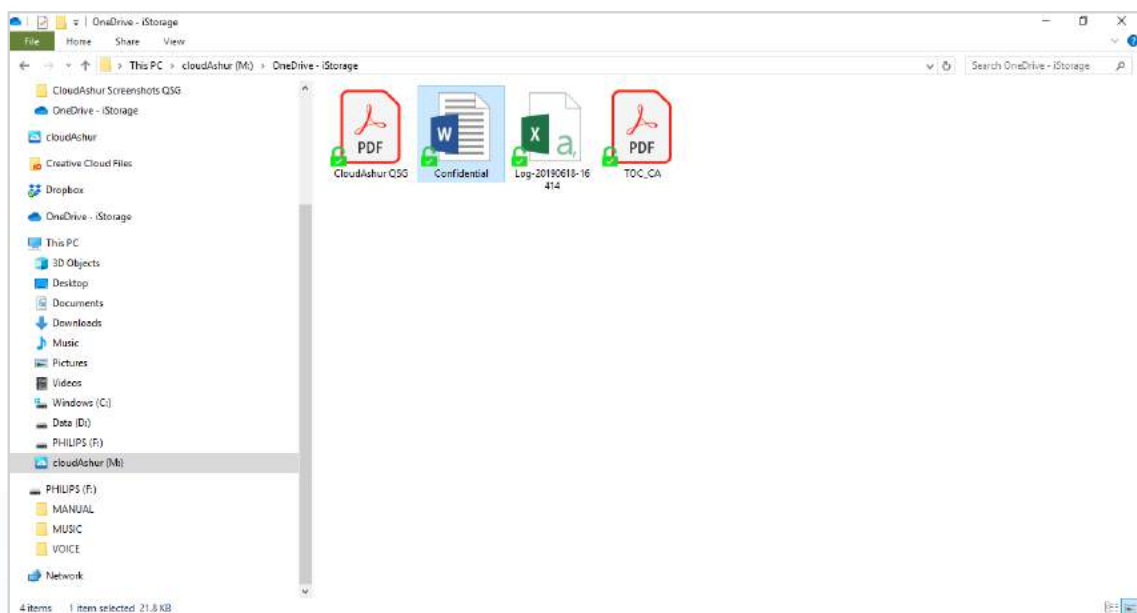 OneDrive - iStorage
File Home Share View
This PC > cloudAshur (M:) > OneDrive - iStorage
Search OneDrive - iStorage
CloudAshur Screenshots QSG
OneDrive - iStorage
cloudAshur
Creative Cloud Files
Dropbox
OneDrive - iStorage
This PC
3D Objects
Desktop
Documents
Downloads
Music
Pictures
Videos
Windows (C:)
Data (D:)
PHILIPS (F:)
cloudAshur (M:)
PHILIPS (F:)
MANUAL
MUSIC
VOICE
Network
PDF
CloudAshur QSG
W
Confidential
X a,
Log-20190618-16
414
PDF
TOC_CA
4 items 1 item selected 21.8 KB